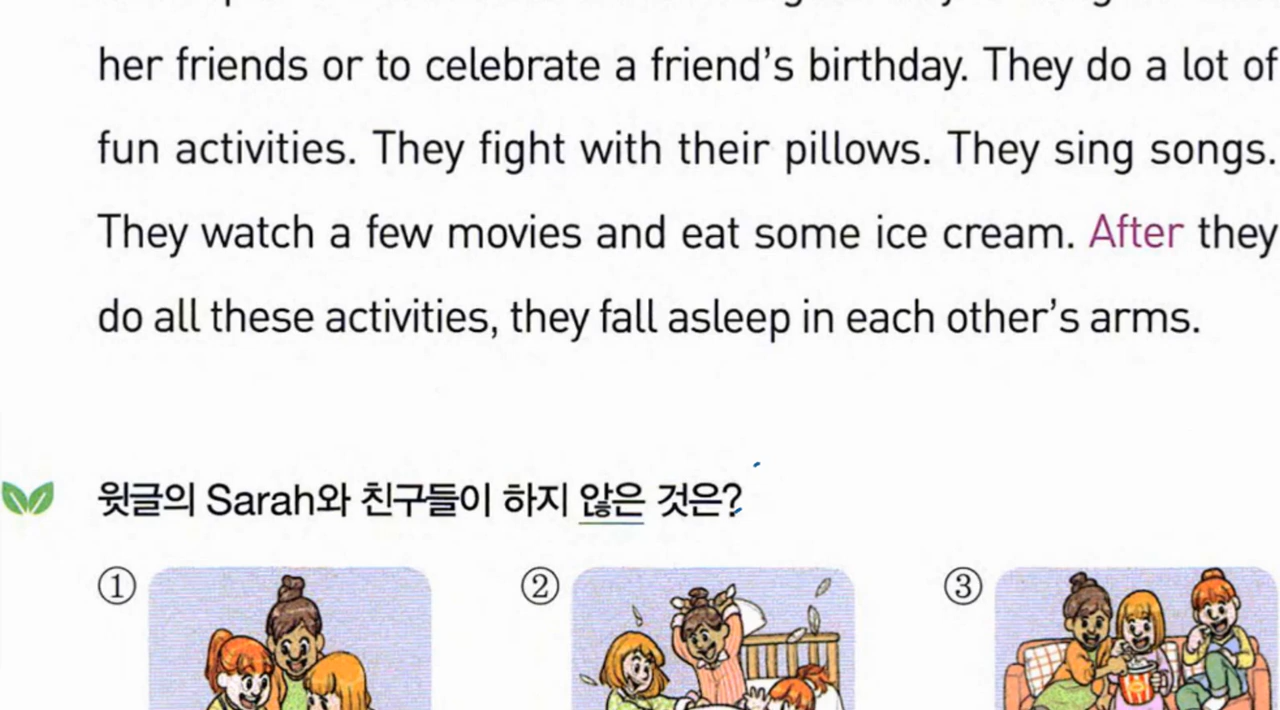 her friends or to celebrate a friend's birthday. They do a lot of
fun activities. They fight with their pillows. They sing songs.
They watch a few movies and eat some ice cream. After they
do all these activities, they fall asleep in each other's arms.
윗글의 Sarah와 친구들이 하지 않은 것은?
① ② ③